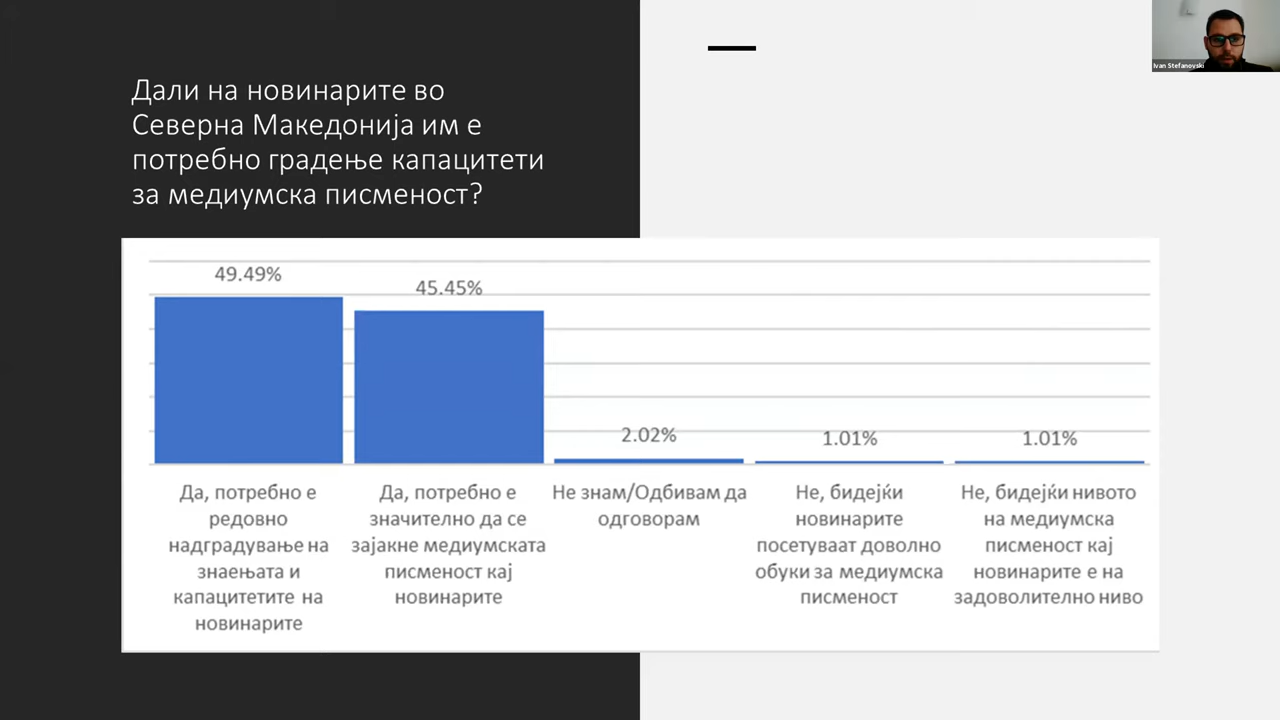 Дали на новинарите во
Северна Македонија им е
потребно градење капацитети
за медиумска писменост?
Ivan Stefanovski
49.49%
45.45%
2.02%
1.01%
1.01%
Да, потребно е
редовно
надградување на
знаењата и
капацитетите на
новинарите
Да, потребно е
значително да се
зајакне медиумската
писменост кај
новинарите
Не знам/Одбивам да
одговорам
Не, бидејќи
новинарите
посетуваат доволно
обуки за медиумска
писменост
Не, бидејќи нивото
на медиумска
писменост кај
новинарите е на
задоволително ниво